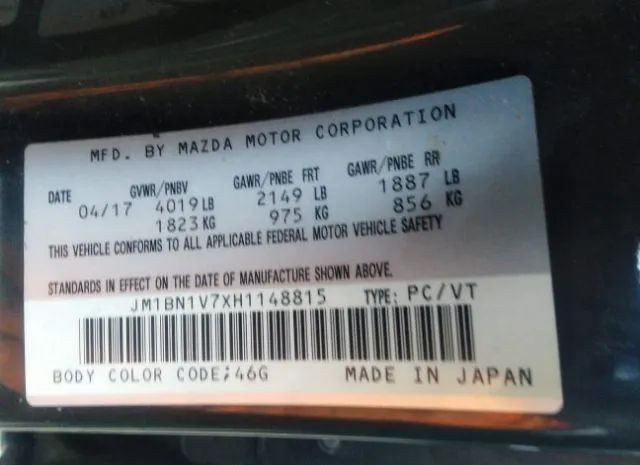 MFD. BY MAZDA MOTOR CORPORATION
DATE GVWR/PNBV GAWR/PNBE FRT GAWR/PNBE RR
04/17 4019 LB 2149 LB 1887 LB
1823 KG 975 KG 856 KG
THIS VEHICLE CONFORMS TO ALL APPLICABLE FEDERAL MOTOR VEHICLE SAFETY
STANDARDS IN EFFECT ON THE DATE OF MANUFACTURE SHOWN ABOVE.
JM1BN1V7XH1148815 TYPE: PC/VT
BODY COLOR CODE;46G MADE IN JAPAN